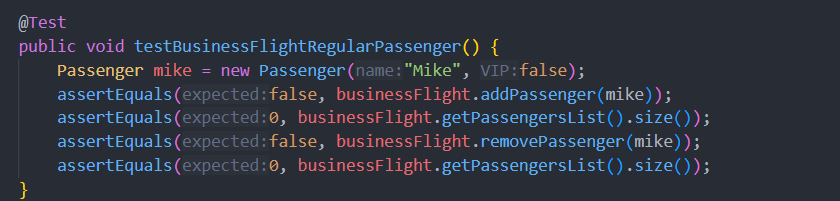 @Test
public void testBusinessFlightRegularPassenger() {
    Passenger mike = new Passenger(name:"Mike", VIP:false);
    assertEquals(expected:false, businessFlight.addPassenger(mike));
    assertEquals(expected:0, businessFlight.getPassengersList().size());
    assertEquals(expected:false, businessFlight.removePassenger(mike));
    assertEquals(expected:0, businessFlight.getPassengersList().size());
}